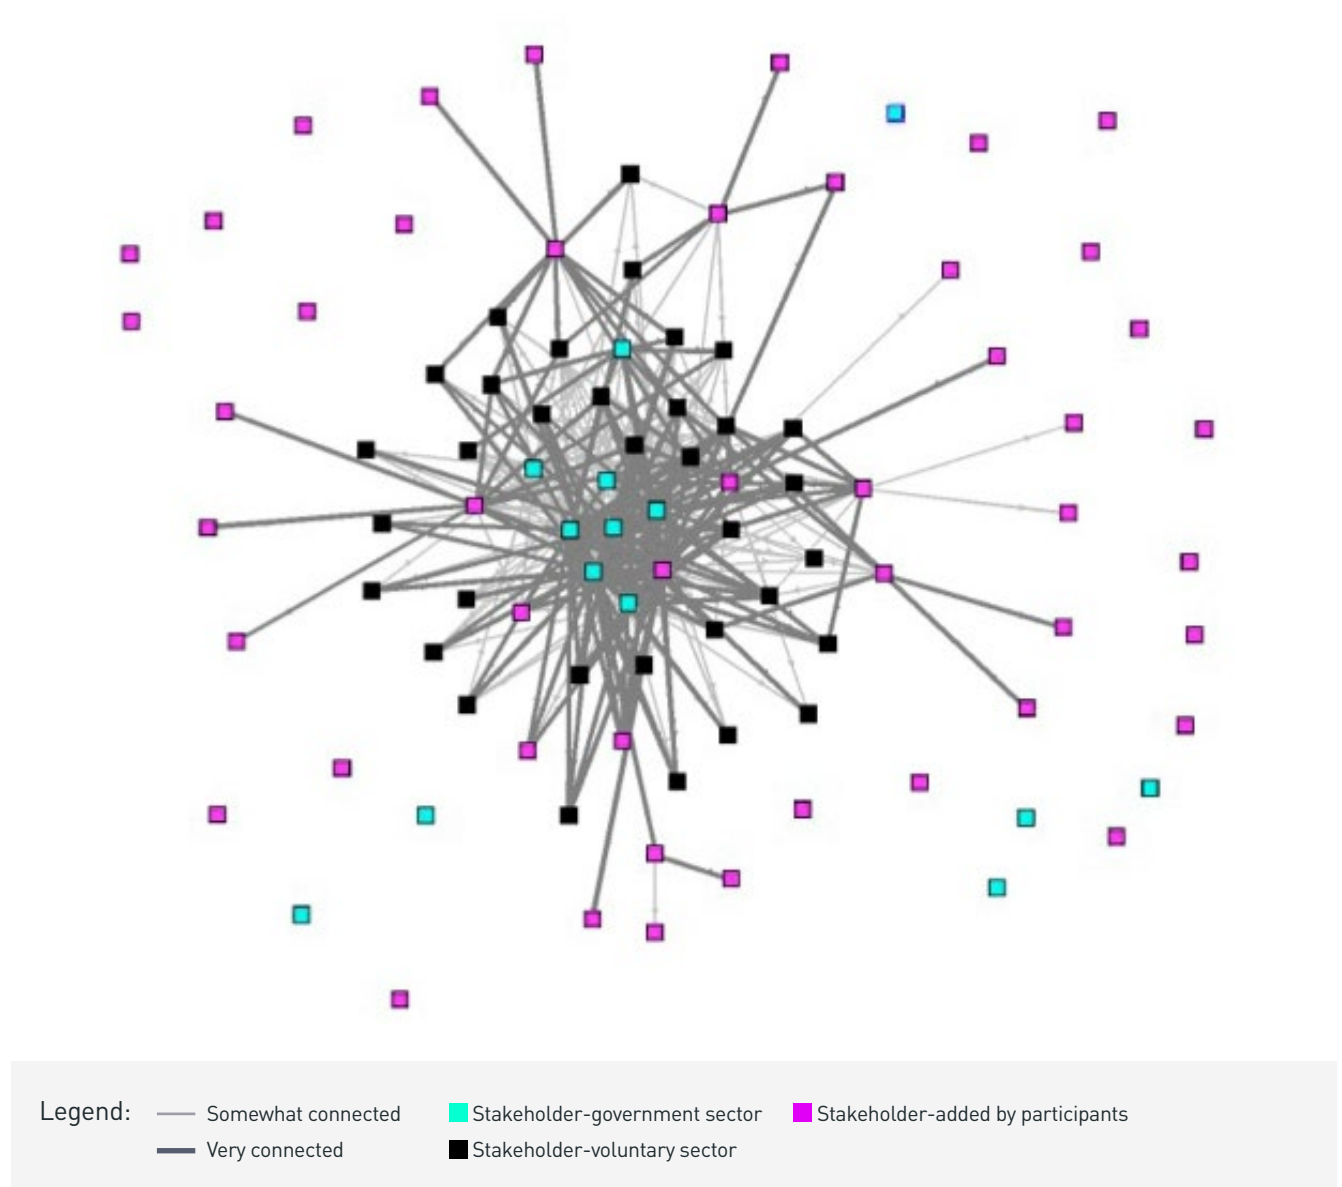 Legend:
Somewhat connected
Stakeholder-government sector
Stakeholder-added by participants
Very connected
Stakeholder-voluntary sector